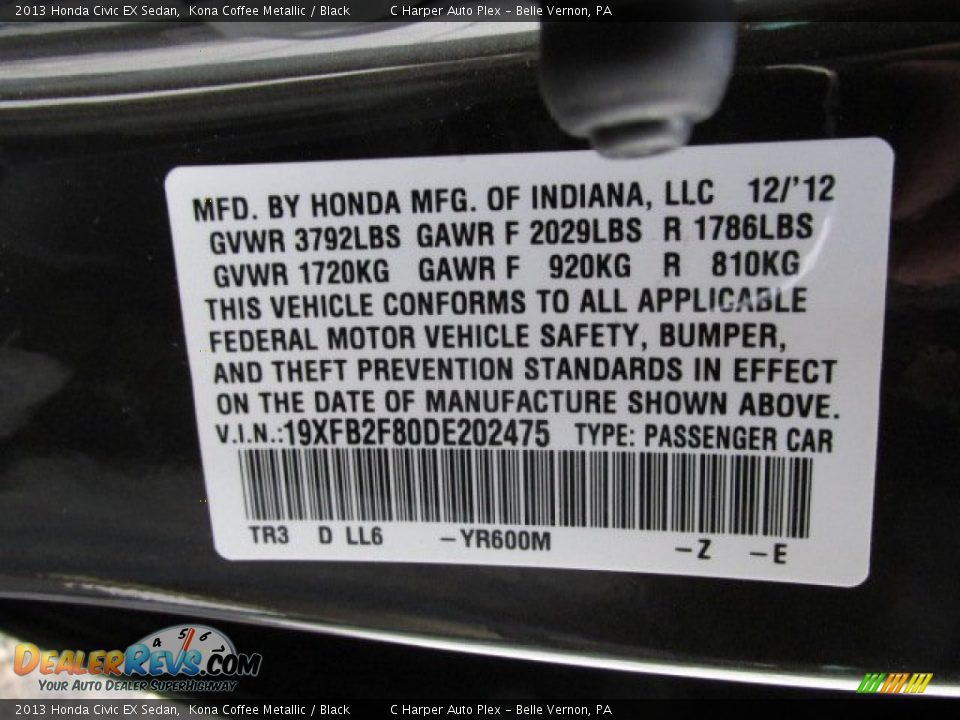 2013 Honda Civic EX Sedan, Kona Coffee Metallic / Black C Harper Auto Plex - Belle Vernon, PA
MFD. BY HONDA MFG. OF INDIANA, LLC 12/'12
GVWR 3792LBS GAWR F 2029LBS R 1786LBS
GVWR 1720KG GAWR F 920KG R 810KG
THIS VEHICLE CONFORMS TO ALL APPLICABLE
FEDERAL MOTOR VEHICLE SAFETY, BUMPER,
AND THEFT PREVENTION STANDARDS IN EFFECT
ON THE DATE OF MANUFACTURE SHOWN ABOVE.
V.I.N.:19XFB2F80DE202475 TYPE: PASSENGER CAR
TR3 D LL6 -YR600M -Z -E
4 5 6
DealerRevs.com
Your Auto Dealer SuperHighway
2013 Honda Civic EX Sedan, Kona Coffee Metallic / Black C Harper Auto Plex - Belle Vernon, PA